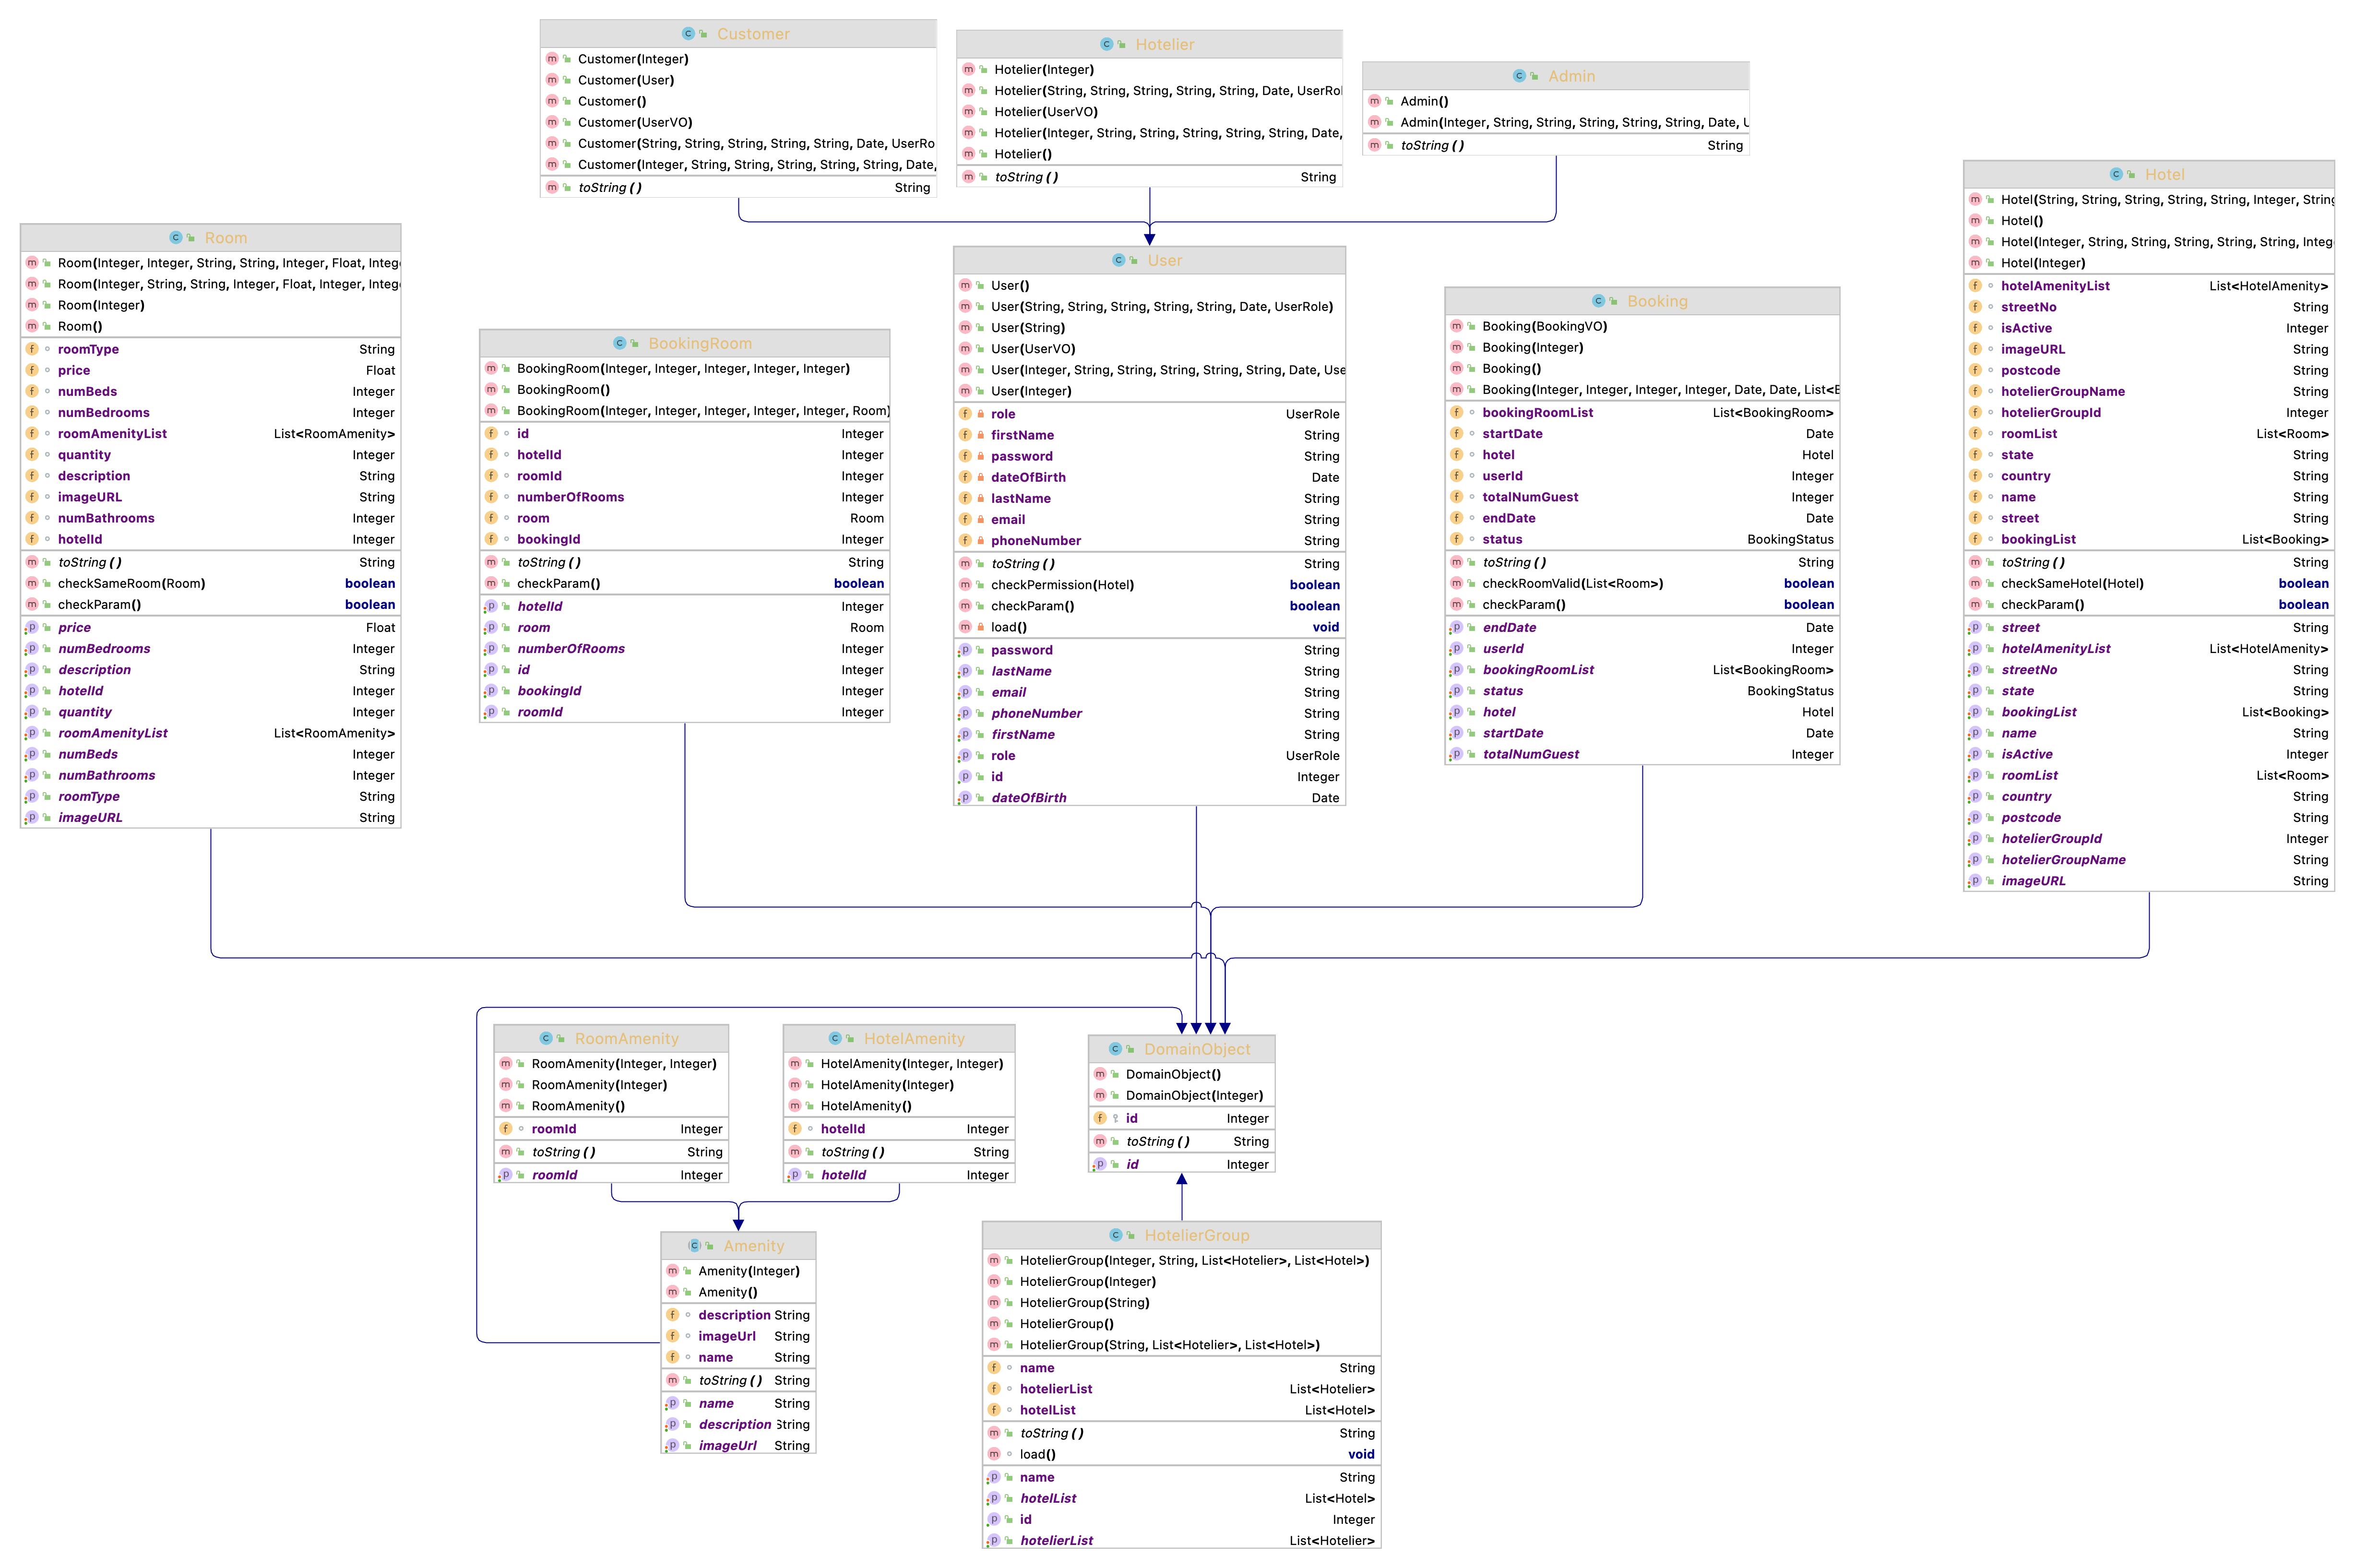 Customer
Customer(Integer)
Customer(User)
Customer()
Customer(UserVO)
Customer(String, String, String, String, String, Date, UserRo
Customer(Integer, String, String, String, String, String, Date,
toString () String
Hotelier
Hotelier(Integer)
Hotelier(String, String, String, String, String, Date, UserRol
Hotelier(UserVO)
Hotelier(Integer, String, String, String, String, String, Date,
Hotelier()
toString () String
Admin
Admin()
Admin(Integer, String, String, String, String, String, Date, U
toString () String
Room
Room(Integer, Integer, String, String, Integer, Float, Intege
Room(Integer, String, String, Integer, Float, Integer, Intege
Room(Integer)
Room()
roomType String
price Float
numBeds Integer
numBedrooms Integer
roomAmenityList List<RoomAmenity>
quantity Integer
description String
imageURL String
numBathrooms Integer
hotelId Integer
toString () String
checkSameRoom(Room) boolean
checkParam() boolean
price Float
numBedrooms Integer
description String
hotelId Integer
quantity Integer
roomAmenityList List<RoomAmenity>
numBeds Integer
numBathrooms Integer
roomType String
imageURL String
BookingRoom
BookingRoom(Integer, Integer, Integer, Integer, Integer)
BookingRoom()
BookingRoom(Integer, Integer, Integer, Integer, Integer, Room)
id Integer
hotelId Integer
roomId Integer
numberOfRooms Integer
room Room
bookingId Integer
toString () String
checkParam() boolean
hotelId Integer
room Room
numberOfRooms Integer
id Integer
bookingId Integer
roomId Integer
User
User()
User(String, String, String, String, String, Date, UserRole)
User(String)
User(UserVO)
User(Integer, String, String, String, String, String, Date, Use
User(Integer)
role UserRole
firstName String
password String
dateOfBirth Date
lastName String
email String
phoneNumber String
toString () String
checkPermission(Hotel) boolean
checkParam() boolean
load() void
password String
lastName String
email String
phoneNumber String
firstName String
role UserRole
id Integer
dateOfBirth Date
Booking
Booking(BookingVO)
Booking(Integer)
Booking()
Booking(Integer, Integer, Integer, Integer, Date, Date, List<B
bookingRoomList List<BookingRoom>
startDate Date
hotel Hotel
userId Integer
totalNumGuest Integer
endDate Date
status BookingStatus
toString () String
checkRoomValid(List<Room>) boolean
checkParam() boolean
endDate Date
userId Integer
bookingRoomList List<BookingRoom>
status BookingStatus
hotel Hotel
startDate Date
totalNumGuest Integer
Hotel
Hotel(String, String, String, String, String, Integer, String
Hotel()
Hotel(Integer, String, String, String, String, String, Integ
Hotel(Integer)
hotelAmenityList List<HotelAmenity>
streetNo String
isActive Integer
imageURL String
postcode String
hotelierGroupName String
hotelierGroupId Integer
roomList List<Room>
state String
country String
name String
street String
bookingList List<Booking>
toString () String
checkSameHotel(Hotel) boolean
checkParam() boolean
street String
hotelAmenityList List<HotelAmenity>
streetNo String
state String
bookingList List<Booking>
name String
isActive Integer
roomList List<Room>
country String
postcode String
hotelierGroupId Integer
hotelierGroupName String
imageURL String
RoomAmenity
RoomAmenity(Integer, Integer)
RoomAmenity(Integer)
RoomAmenity()
roomId Integer
toString () String
roomId Integer
HotelAmenity
HotelAmenity(Integer, Integer)
HotelAmenity(Integer)
HotelAmenity()
hotelId Integer
toString () String
hotelId Integer
DomainObject
DomainObject()
DomainObject(Integer)
id Integer
toString () String
id Integer
Amenity
Amenity(Integer)
Amenity()
description String
imageUrl String
name String
toString () String
name String
description String
imageUrl String
HotelierGroup
HotelierGroup(Integer, String, List<Hotelier>, List<Hotel>)
HotelierGroup(Integer)
HotelierGroup(String)
HotelierGroup()
HotelierGroup(String, List<Hotelier>, List<Hotel>)
name String
hotelierList List<Hotelier>
hotelList List<Hotel>
toString () String
load() void
name String
hotelList List<Hotel>
id Integer
hotelierList List<Hotelier>